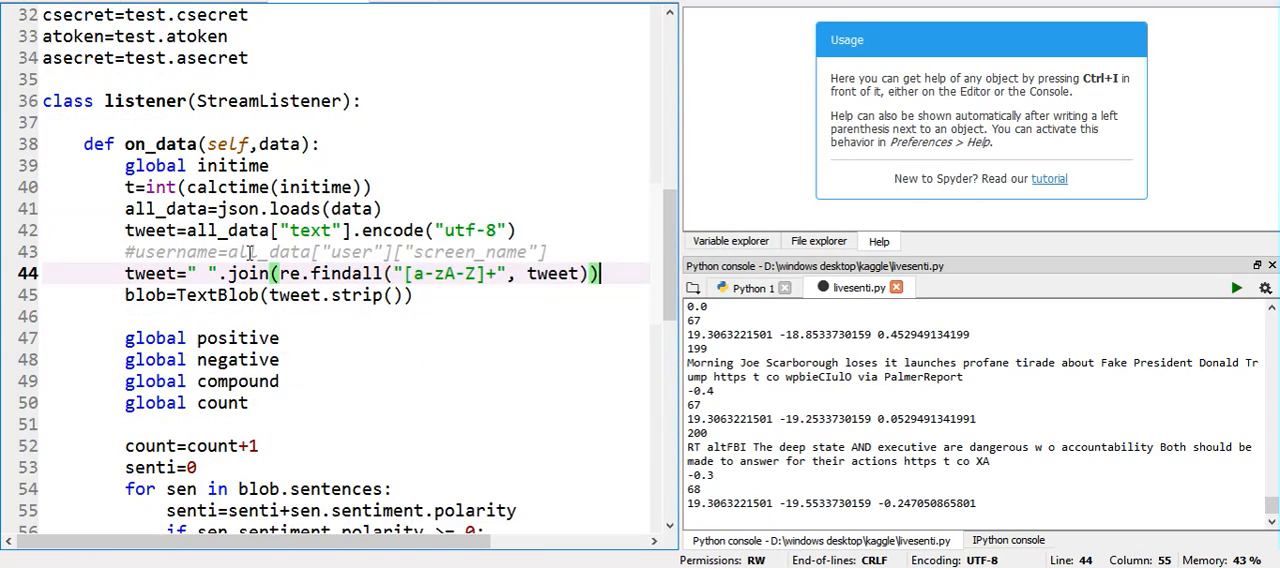 32 csecret=test.csecret
33 atoken=test.atoken
34 asecret=test.asecret
35
36 class listener(StreamListener):
37
38 def on_data(self,data):
39 global initime
40 t=int(calctime(initime))
41 all_data=json.loads(data)
42 tweet=all_data["text"].encode("utf-8")
43 #username=all_data["user"]["screen_name"]
44 tweet=" ".join(re.findall("[a-zA-Z]+", tweet))
45 blob=TextBlob(tweet.strip())
46
47 global positive
48 global negative
49 global compound
50 global count
51
52 count=count+1
53 senti=0
54 for sen in blob.sentences:
55 senti=senti+sen.sentiment.polarity
56 if sen.sentiment.polarity >= 0:
Usage
Here you can get help of any object by pressing Ctrl+I in
front of it, either on the Editor or the Console.
Help can also be shown automatically after writing a left
parenthesis next to an object. You can activate this
behavior in Preferences > Help.
New to Spyder? Read our tutorial
Variable explorer File explorer Help
Python console - D:\windows desktop\kaggle\livesenti.py
Python 1 livesenti.py
0.0
67
19.3063221501 -18.8533730159 0.452949134199
199
Morning Joe Scarborough loses it launches profane tirade about Fake President Donald Tr
ump https t co wpbieCIulO via PalmerReport
-0.4
67
19.3063221501 -19.2533730159 0.0529491341991
200
RT altFBI The deep state AND executive are dangerous w o accountability Both should be
made to answer for their actions https t co XA
-0.3
68
19.3063221501 -19.5533730159 -0.247050865801
Python console - D:\windows desktop\kaggle\livesenti.py IPython console
Permissions: RW End-of-lines: CRLF Encoding: UTF-8 Line: 44 Column: 55 Memory: 43 %